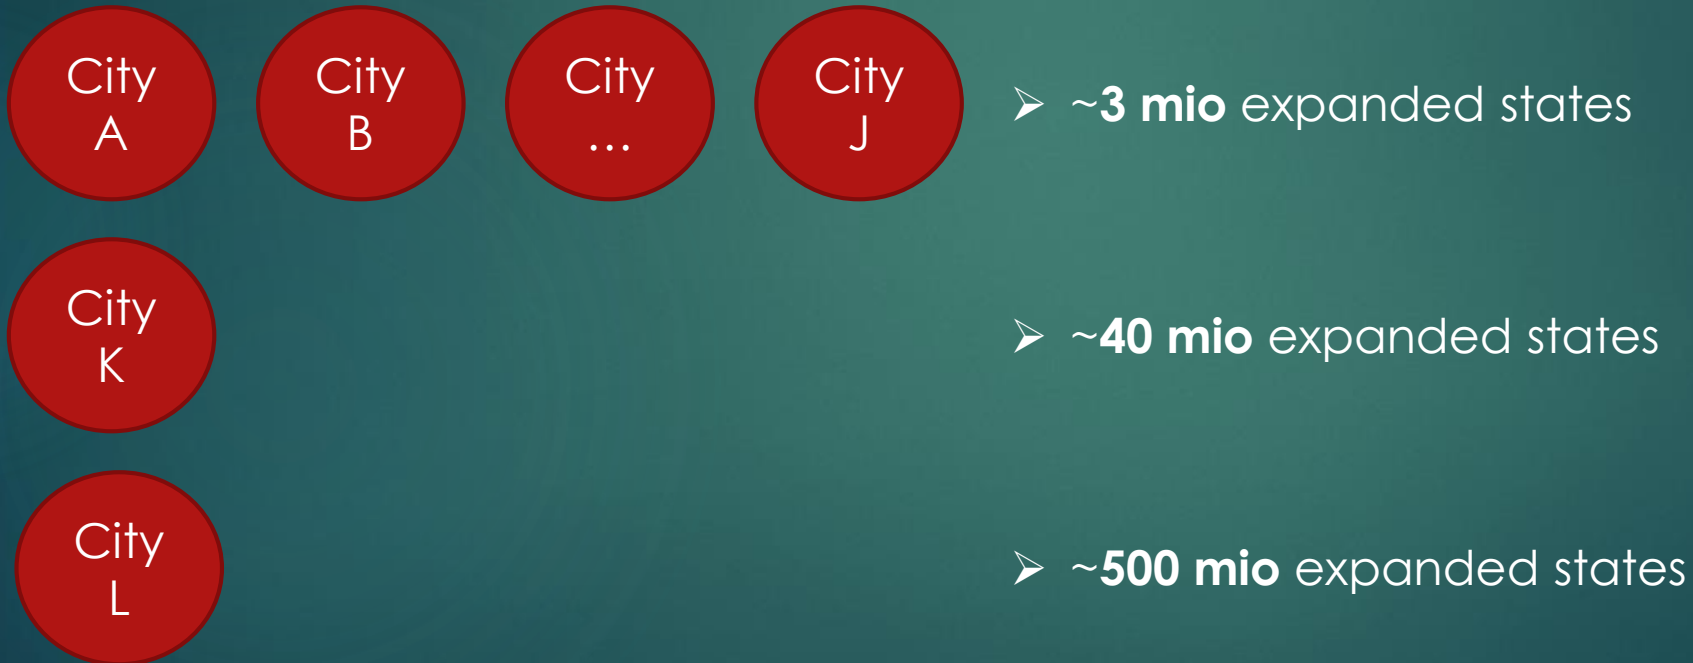 City
A
City
B
City
…
City
J
➢ ~3 mio expanded states
City
K
➢ ~40 mio expanded states
City
L
➢ ~500 mio expanded states